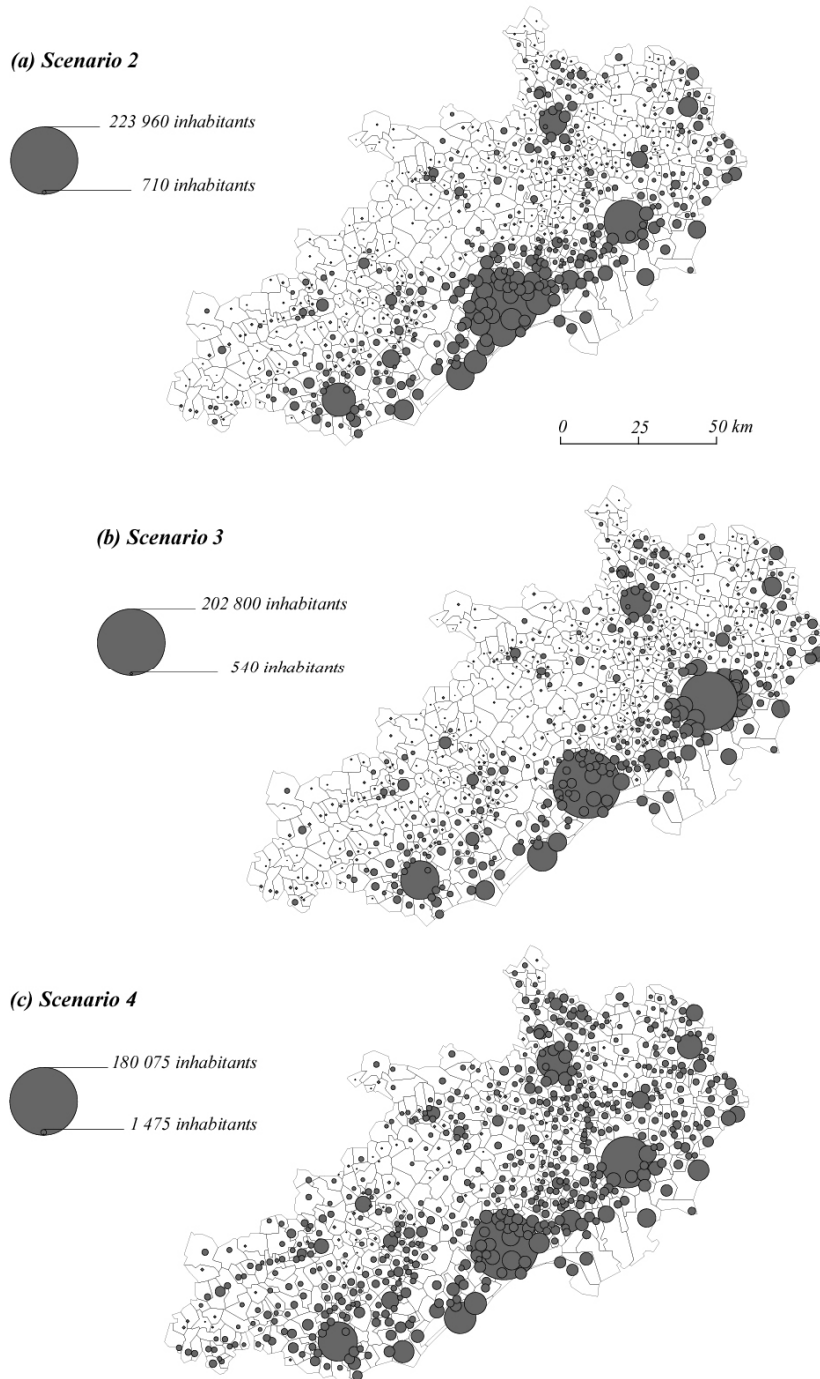 (a) Scenario 2
223 960 inhabitants
710 inhabitants
0 25 50 km
(b) Scenario 3
202 800 inhabitants
540 inhabitants
(c) Scenario 4
180 075 inhabitants
1 475 inhabitants